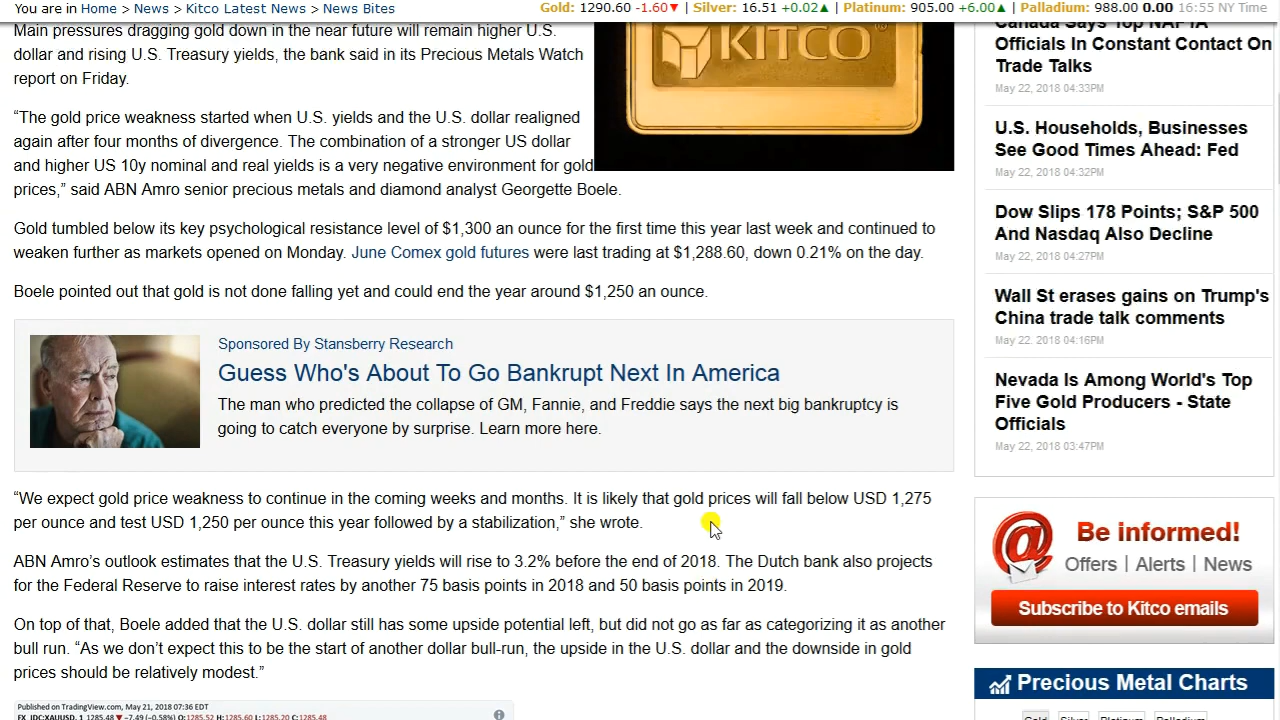 You are in Home > News > Kitco Latest News > News Bites
Gold: 1290.60 -1.60▼ | Silver: 16.51 +0.02▲ | Platinum: 905.00 +6.00▲ | Palladium: 988.00 0.00 16:55 NY Time
Main pressures dragging gold down in the near future will remain higher U.S.
dollar and rising U.S. Treasury yields, the bank said in its Precious Metals Watch
report on Friday.
KITCO
“The gold price weakness started when U.S. yields and the U.S. dollar realigned
again after four months of divergence. The combination of a stronger US dollar
and higher US 10y nominal and real yields is a very negative environment for gold
prices,” said ABN Amro senior precious metals and diamond analyst Georgette Boele.
Gold tumbled below its key psychological resistance level of $1,300 an ounce for the first time this year last week and continued to
weaken further as markets opened on Monday. June Comex gold futures were last trading at $1,288.60, down 0.21% on the day.
Boele pointed out that gold is not done falling yet and could end the year around $1,250 an ounce.
Sponsored By Stansberry Research
Guess Who's About To Go Bankrupt Next In America
The man who predicted the collapse of GM, Fannie, and Freddie says the next big bankruptcy is
going to catch everyone by surprise. Learn more here.
“We expect gold price weakness to continue in the coming weeks and months. It is likely that gold prices will fall below USD 1,275
per ounce and test USD 1,250 per ounce this year followed by a stabilization,” she wrote.
ABN Amro’s outlook estimates that the U.S. Treasury yields will rise to 3.2% before the end of 2018. The Dutch bank also projects
for the Federal Reserve to raise interest rates by another 75 basis points in 2018 and 50 basis points in 2019.
On top of that, Boele added that the U.S. dollar still has some upside potential left, but did not go as far as categorizing it as another
bull run. “As we don’t expect this to be the start of another dollar bull-run, the upside in the U.S. dollar and the downside in gold
prices should be relatively modest.”
Published on TradingView.com, May 21, 2018 07:36 EDT
FX_IDC:XAUUSD, 1 1285.48 ▼ −7.49 (−0.58%) O:1285.52 H:1285.60 L:1285.20 C:1285.48
Canada Says Top NAFTA
Officials In Constant Contact On
Trade Talks
May 22, 2018 04:33PM
U.S. Households, Businesses
See Good Times Ahead: Fed
May 22, 2018 04:32PM
Dow Slips 178 Points; S&P 500
And Nasdaq Also Decline
May 22, 2018 04:27PM
Wall St erases gains on Trump's
China trade talk comments
May 22. 2018 04:16PM
Nevada Is Among World's Top
Five Gold Producers - State
Officials
May 22, 2018 03:47PM
@
Be informed!
Offers | Alerts | News
Subscribe to Kitco emails
Precious Metal Charts
Gold Silver Platinum Palladium